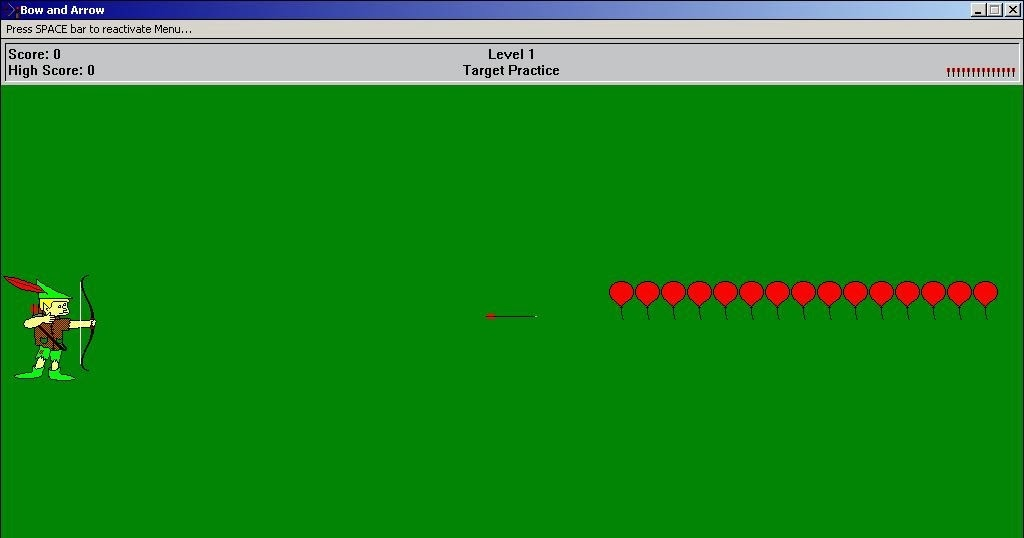 Bow and Arrow
Press SPACE bar to reactivate Menu...
Score: 0
Level 1
High Score: 0
Target Practice